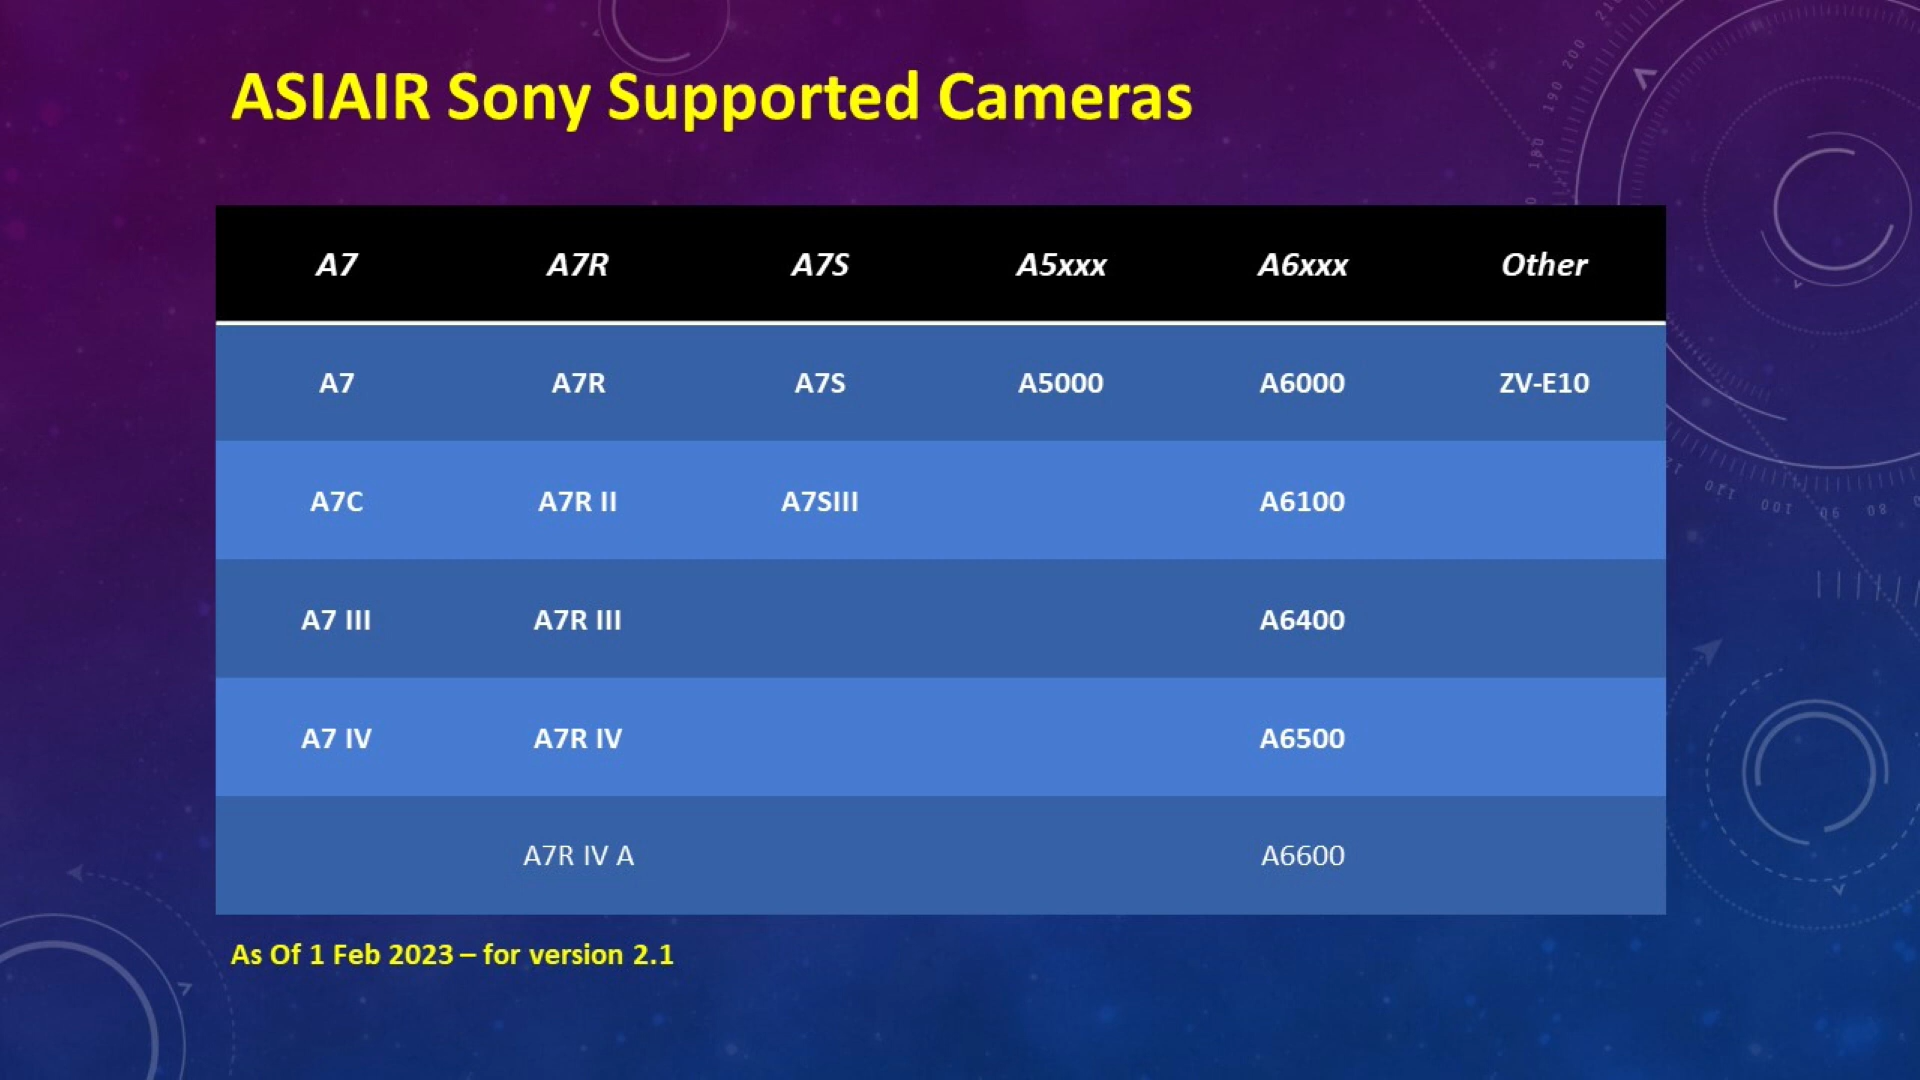 ASIAIR Sony Supported Cameras
A7 A7R A7S A5xxx A6xxx Other
A7 A7R A7S A5000 A6000 ZV-E10
A7C A7R II A7SIII A6100
A7 III A7R III A6400
A7 IV A7R IV A6500
A7R IV A A6600
As Of 1 Feb 2023 – for version 2.1